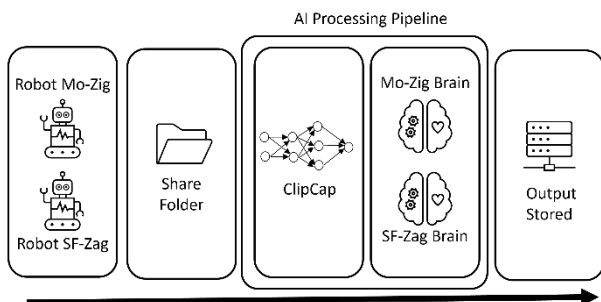 AI Processing Pipeline
Robot Mo-Zig
Robot SF-Zag
Share
Folder
ClipCap
Mo-Zig Brain
SF-Zag Brain
Output
Stored